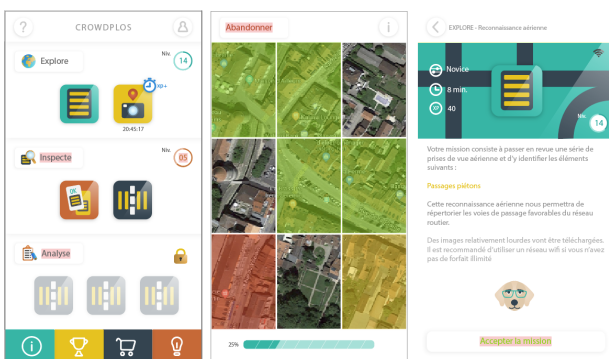 CROWDPLOS
Explore
Niv.
14
XP+
20:45:17
Inspecte
Niv.
05
OK
Analyse
Abandonner
25%
EXPLORE - Reconnaissance aérienne
Novice
8 min.
XP
40
Niv.
14
Votre mission consiste à passer en revue une série de
prises de vue aérienne et d'y identifier les éléments
suivants :
Passages piétons
Cette reconnaissance aérienne nous permettra de
répertorier les voies de passage favorables du réseau
routier.
Des images relativement lourdes vont être téléchargées.
Il est recommandé d'utiliser un réseau wifi si vous n'avez
pas de forfait illimité
Accepter la mission